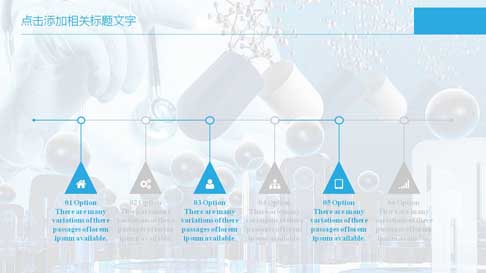 点击添加相关标题文字
01 Option
There are many
variations of there
passages of lorem
ipsum available.
02 Option
There are many
variations of there
passages of lorem
ipsum available.
03 Option
There are many
variations of there
passages of lorem
ipsum available.
04 Option
There are many
variations of there
passages of lorem
ipsum available.
05 Option
There are many
variations of there
passages of lorem
ipsum available.
06 Option
There are many
variations of there
passages of lorem
ipsum available.